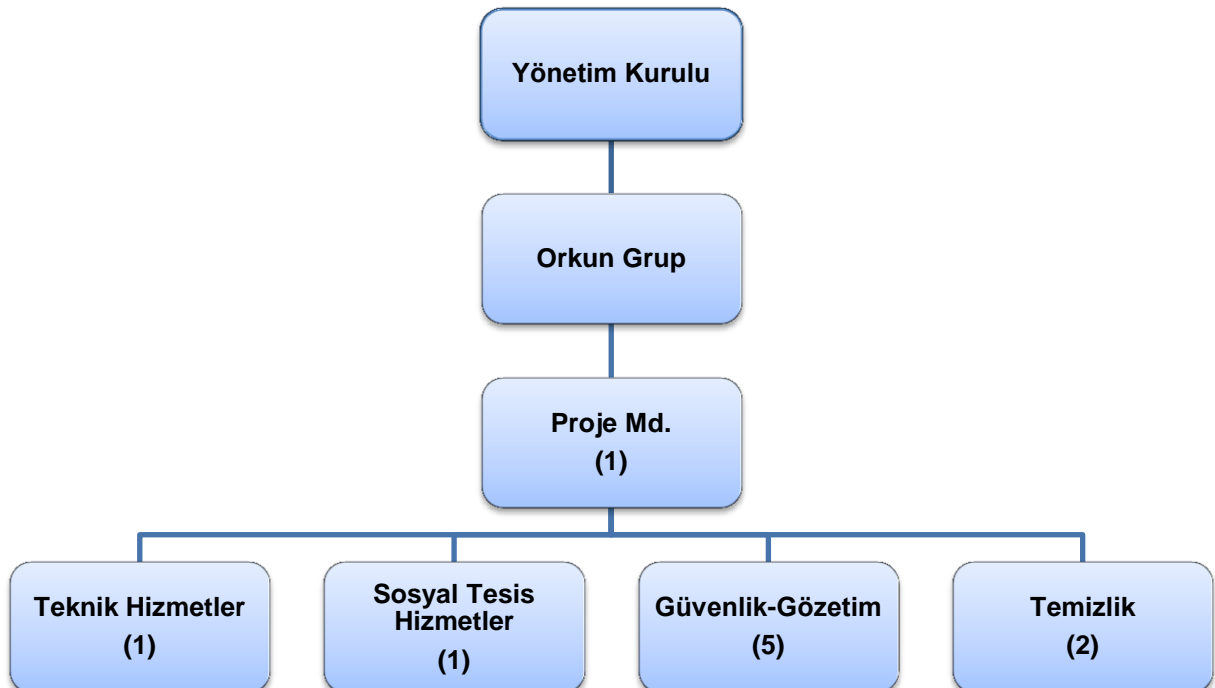 Yönetim Kurulu
Orkun Grup
Proje Md.
(1)
Teknik Hizmetler
(1)
Sosyal Tesis
Hizmetler
(1)
Güvenlik-Gözetim
(5)
Temizlik
(2)